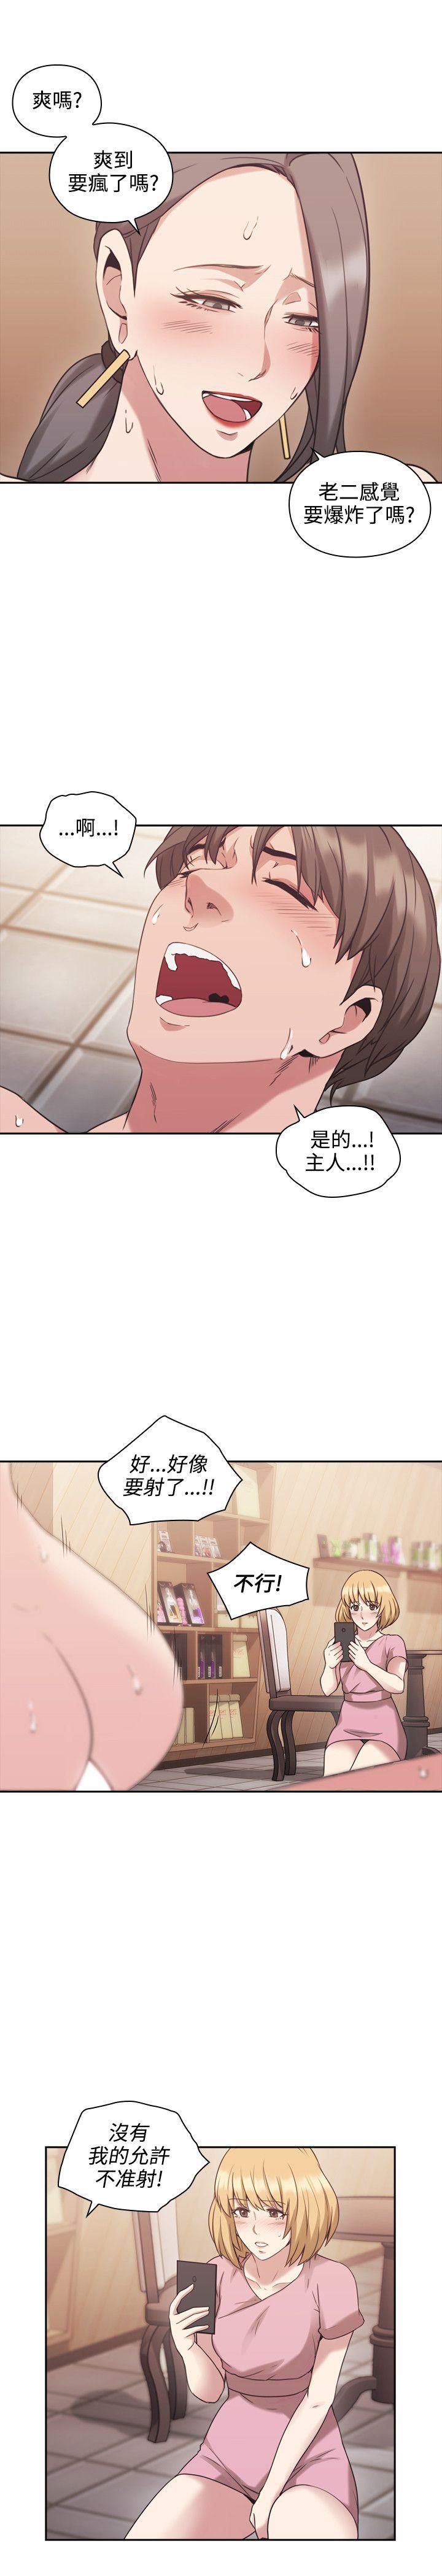 爽嗎?
爽到
要瘋了嗎?
老二感覺
要爆炸了嗎?
...啊...!
是的...!
主人...!!
好...好像
要射了...!!
不行!
沒有
我的允許
不准射!